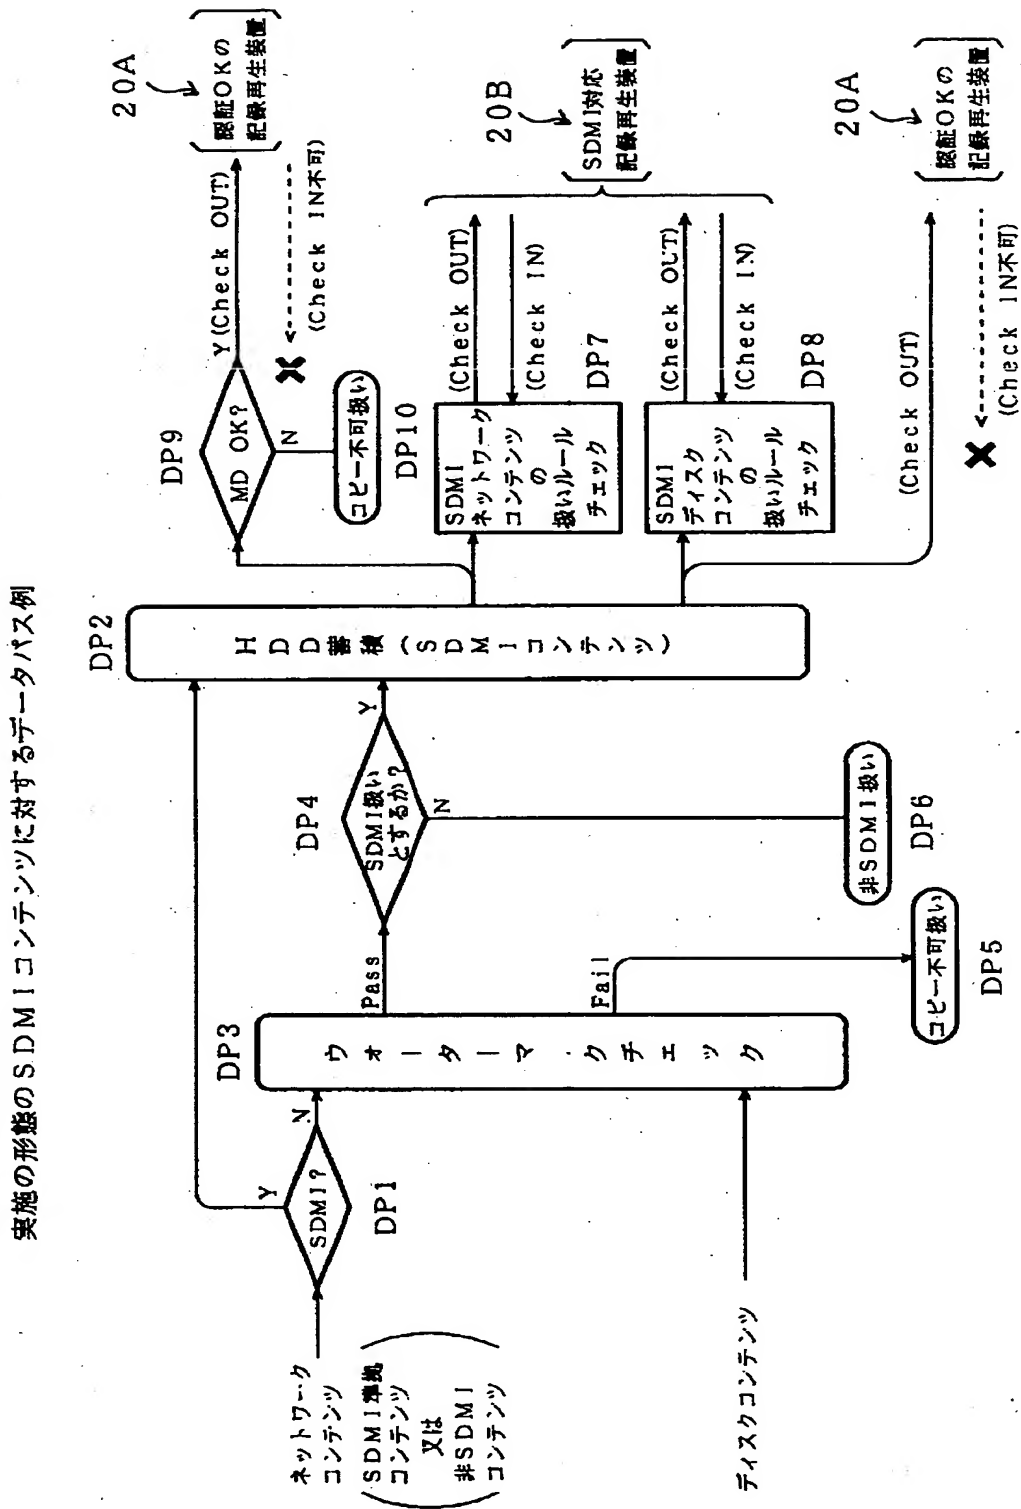 実施の形態のSDMIコンテンツに対するデータパス例
ネットワーク
コンテンツ
SDMI準拠
コンテンツ
又は
非SDMI
コンテンツ
ディスクコンテンツ
SDMI?
DP1
Y
N
DP3
ウォーターマークチェック
Pass
Fail
コピー不可扱い
DP5
DP4
SDMI扱い
とするか?
Y
N
非SDMI扱い
DP6
DP2
HDD蓄積(SDMIコンテンツ)
DP9
MD OK?
Y(Check OUT)
N
コピー不可扱い
DP10
(Check IN不可)
20A
認証OKの
記録再生装置
SDMI
ネットワーク
コンテンツ
の
扱いルール
チェック
DP7
(Check OUT)
(Check IN)
20B
SDMI対応
記録再生装置
SDMI
ディスク
コンテンツ
の
扱いルール
チェック
DP8
(Check OUT)
(Check IN)
(Check OUT)
(Check IN不可)
20A
認証OKの
記録再生装置